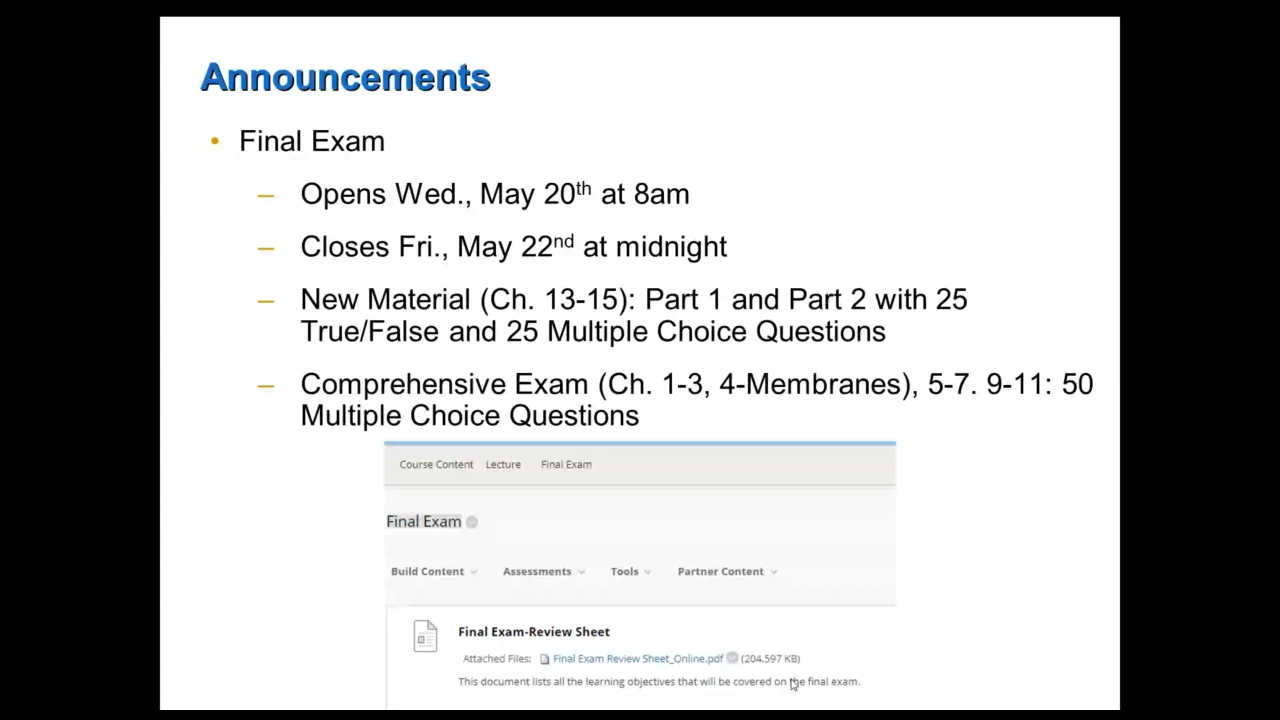 Announcements
• Final Exam
– Opens Wed., May 20th at 8am
– Closes Fri., May 22nd at midnight
– New Material (Ch. 13-15): Part 1 and Part 2 with 25
True/False and 25 Multiple Choice Questions
– Comprehensive Exam (Ch. 1-3, 4-Membranes), 5-7. 9-11: 50
Multiple Choice Questions
Course Content Lecture Final Exam
Final Exam
Build Content Assessments Tools Partner Content
Final Exam-Review Sheet
Attached Files: Final Exam Review Sheet_Online.pdf (204.597 KB)
This document lists all the learning objectives that will be covered on the final exam.